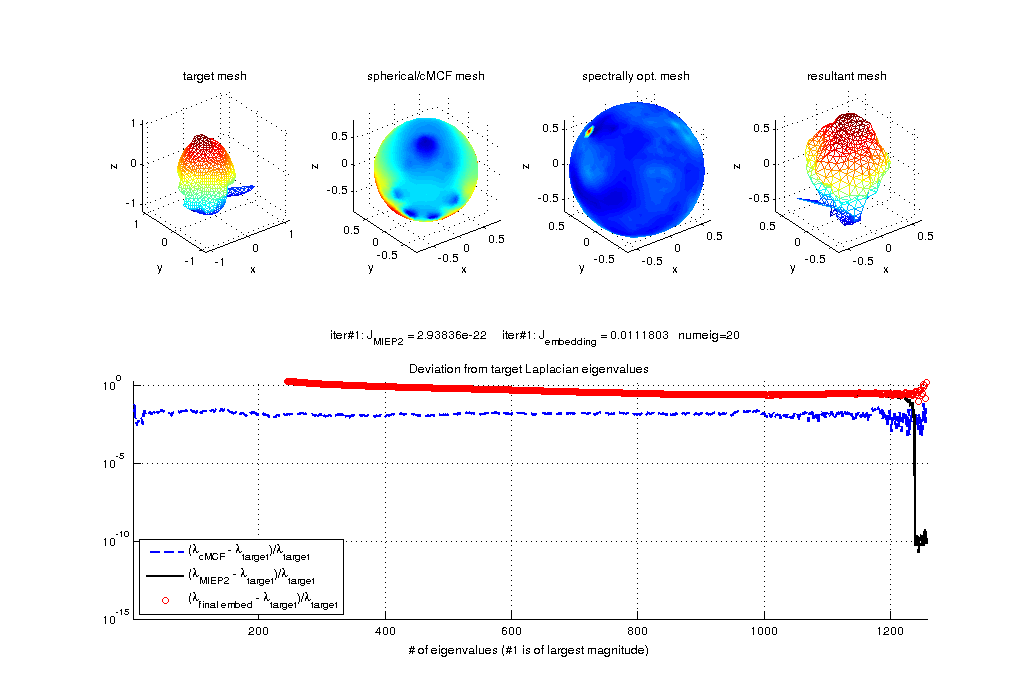 target mesh
spherical/cMCF mesh
spectrally opt. mesh
resultant mesh
1
0
-1
z
1
0
-1
y
-1
0
1
x
0.5
0
-0.5
z
0.5
0
-0.5
y
-0.5
0
0.5
x
0.5
0
-0.5
z
0.5
0
-0.5
y
-0.5
0
0.5
x
0.5
0
-0.5
z
0.5
0
-0.5
y
-0.5
0
0.5
x
iter#1: J_MIEP2 = 2.93836e-22 iter#1: J_embedding = 0.0111803 numeig=20
Deviation from target Laplacian eigenvalues
10^0
10^-5
10^-10
10^-15
(λ_cMCF - λ_target)/λ_target
(λ_MIEP2 - λ_target)/λ_target
(λ_final embed - λ_target)/λ_target
200
400
600
800
1000
1200
# of eigenvalues (#1 is of largest magnitude)